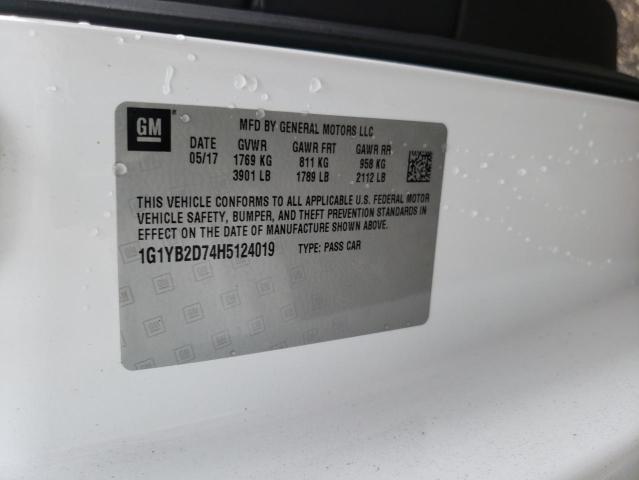 GM
MFD BY GENERAL MOTORS LLC
DATE GVWR GAWR FRT GAWR RR
05/17 1769 KG 811 KG 958 KG
3901 LB 1789 LB 2112 LB
THIS VEHICLE CONFORMS TO ALL APPLICABLE U.S. FEDERAL MOTOR
VEHICLE SAFETY, BUMPER, AND THEFT PREVENTION STANDARDS IN
EFFECT ON THE DATE OF MANUFACTURE SHOWN ABOVE.
1G1YB2D74H5124019 TYPE: PASS CAR